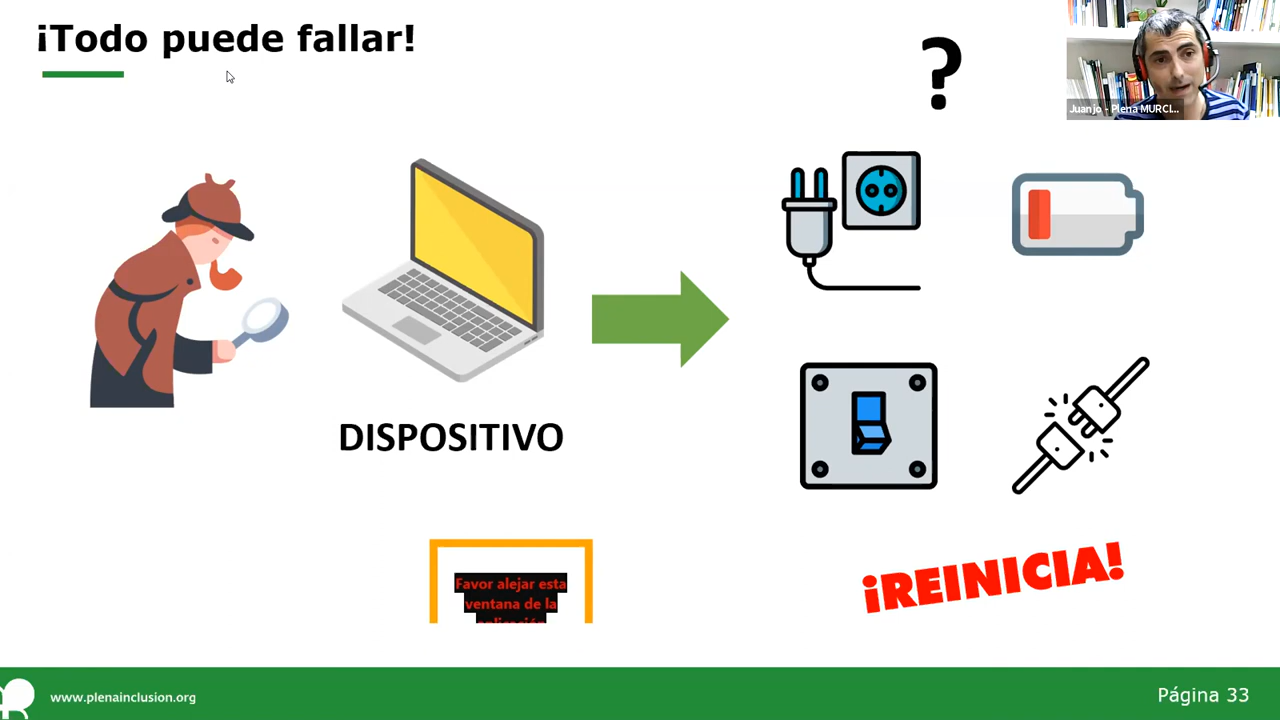 ¡Todo puede fallar!
?
Juanjo - Plena MURCI...
DISPOSITIVO
Favor alejar esta
ventana de la
aplicación
¡REINICIA!
www.plenainclusion.org
Página 33